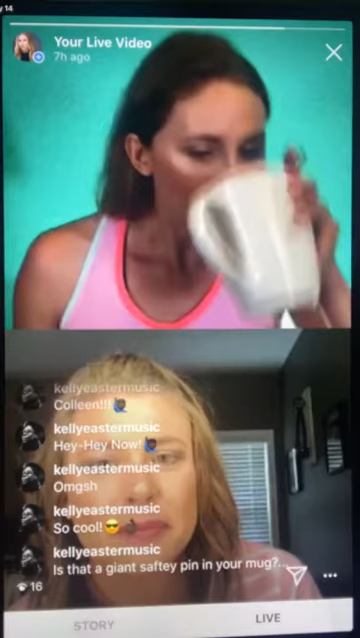 y 14
Your Live Video
7h ago
kellyeastermusic
Colleen!!!
kellyeastermusic
Hey-Hey Now!
kellyeastermusic
Omgsh
kellyeastermusic
So cool! 😎
kellyeastermusic
Is that a giant saftey pin in your mug?...
16
STORY
LIVE